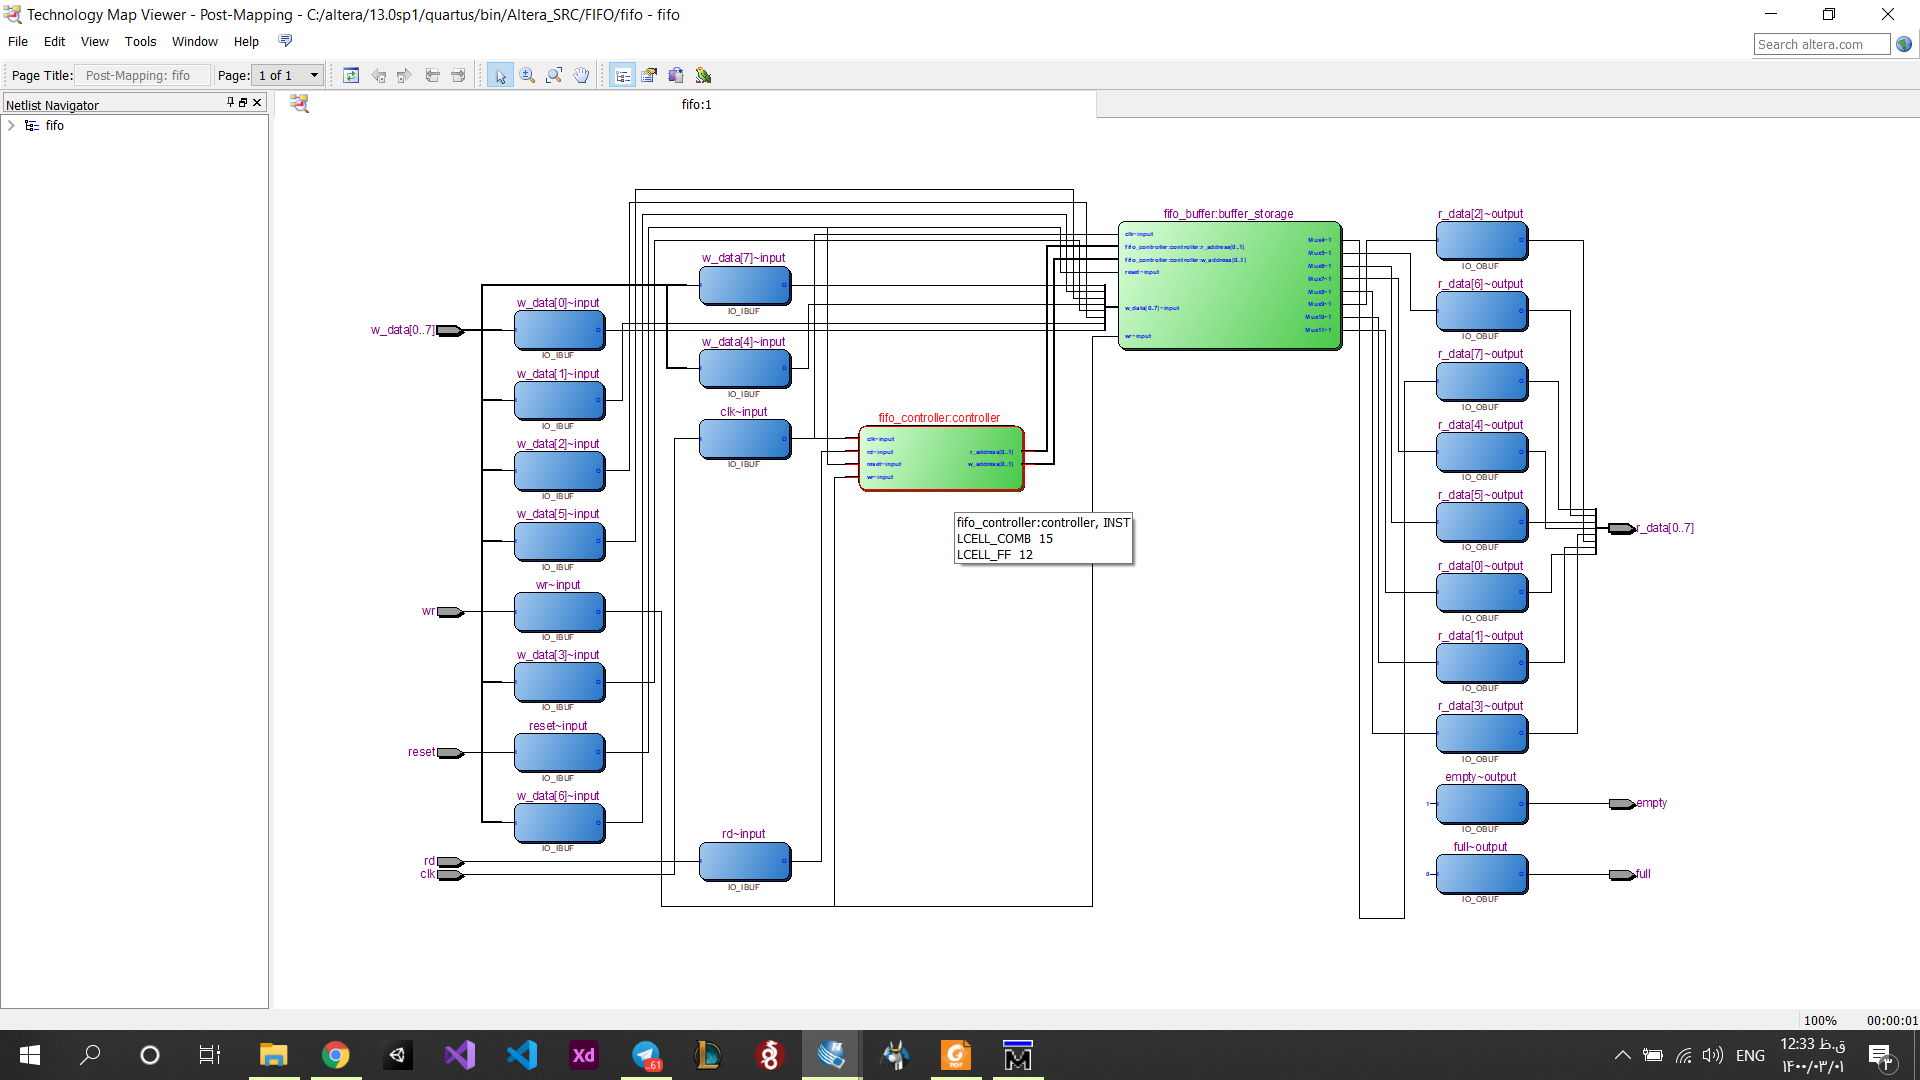 Technology Map Viewer - Post-Mapping - C:/altera/13.0sp1/quartus/bin/Altera_SRC/FIFO/fifo - fifo
File Edit View Tools Window Help
Search altera.com
Page Title: Post-Mapping: fifo Page: 1 of 1
Netlist Navigator
fifo
fifo:1
w_data[0..7]
wr
reset
rd
clk
w_data[0]~input
IO_IBUF
w_data[1]~input
IO_IBUF
w_data[2]~input
IO_IBUF
w_data[5]~input
IO_IBUF
wr~input
IO_IBUF
w_data[3]~input
IO_IBUF
reset~input
IO_IBUF
w_data[6]~input
IO_IBUF
w_data[7]~input
IO_IBUF
w_data[4]~input
IO_IBUF
clk~input
IO_IBUF
rd~input
IO_IBUF
fifo_controller:controller
clk~input
rd~input r_address[0..1]
reset~input w_address[0..1]
wr~input
fifo_controller:controller, INST
LCELL_COMB 15
LCELL_FF 12
fifo_buffer:buffer_storage
clk~input Mux4~1
fifo_controller:controller:r_address[0..1] Mux5~1
fifo_controller:controller:w_address[0..1] Mux6~1
reset~input Mux7~1
Mux8~1
w_data[0..7]~input Mux9~1
Mux10~1
wr~input Mux11~1
r_data[2]~output
IO_OBUF
r_data[6]~output
IO_OBUF
r_data[7]~output
IO_OBUF
r_data[4]~output
IO_OBUF
r_data[5]~output
IO_OBUF
r_data[0]~output
IO_OBUF
r_data[1]~output
IO_OBUF
r_data[3]~output
IO_OBUF
empty~output
IO_OBUF
full~output
IO_OBUF
r_data[0..7]
empty
full
100% 00:00:01
Xd
..61
PDF
ENG
12:33 ق.ظ
۱۴۰۰/۰۳/۰۱
۳